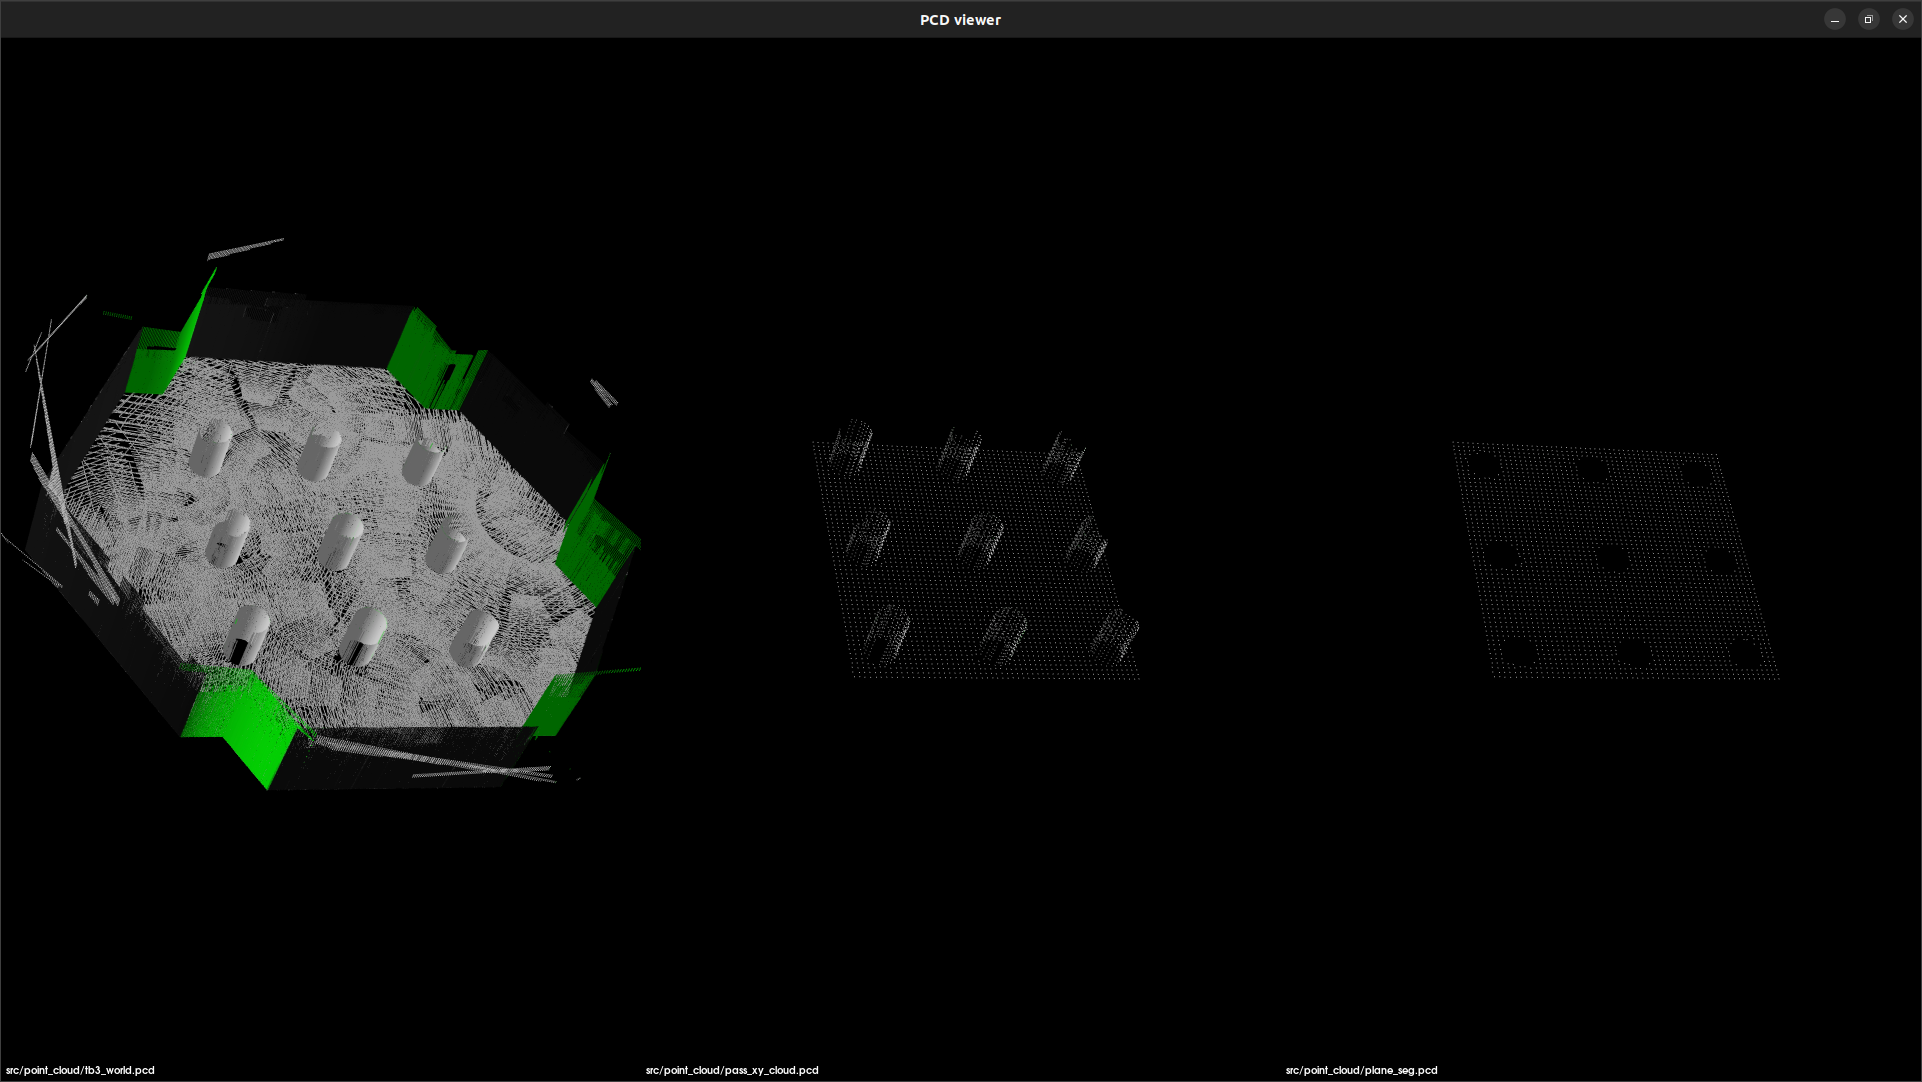 PCD viewer
src/point_cloud/tb3_world.pcd
src/point_cloud/pass_xy_cloud.pcd
src/point_cloud/plane_seg.pcd